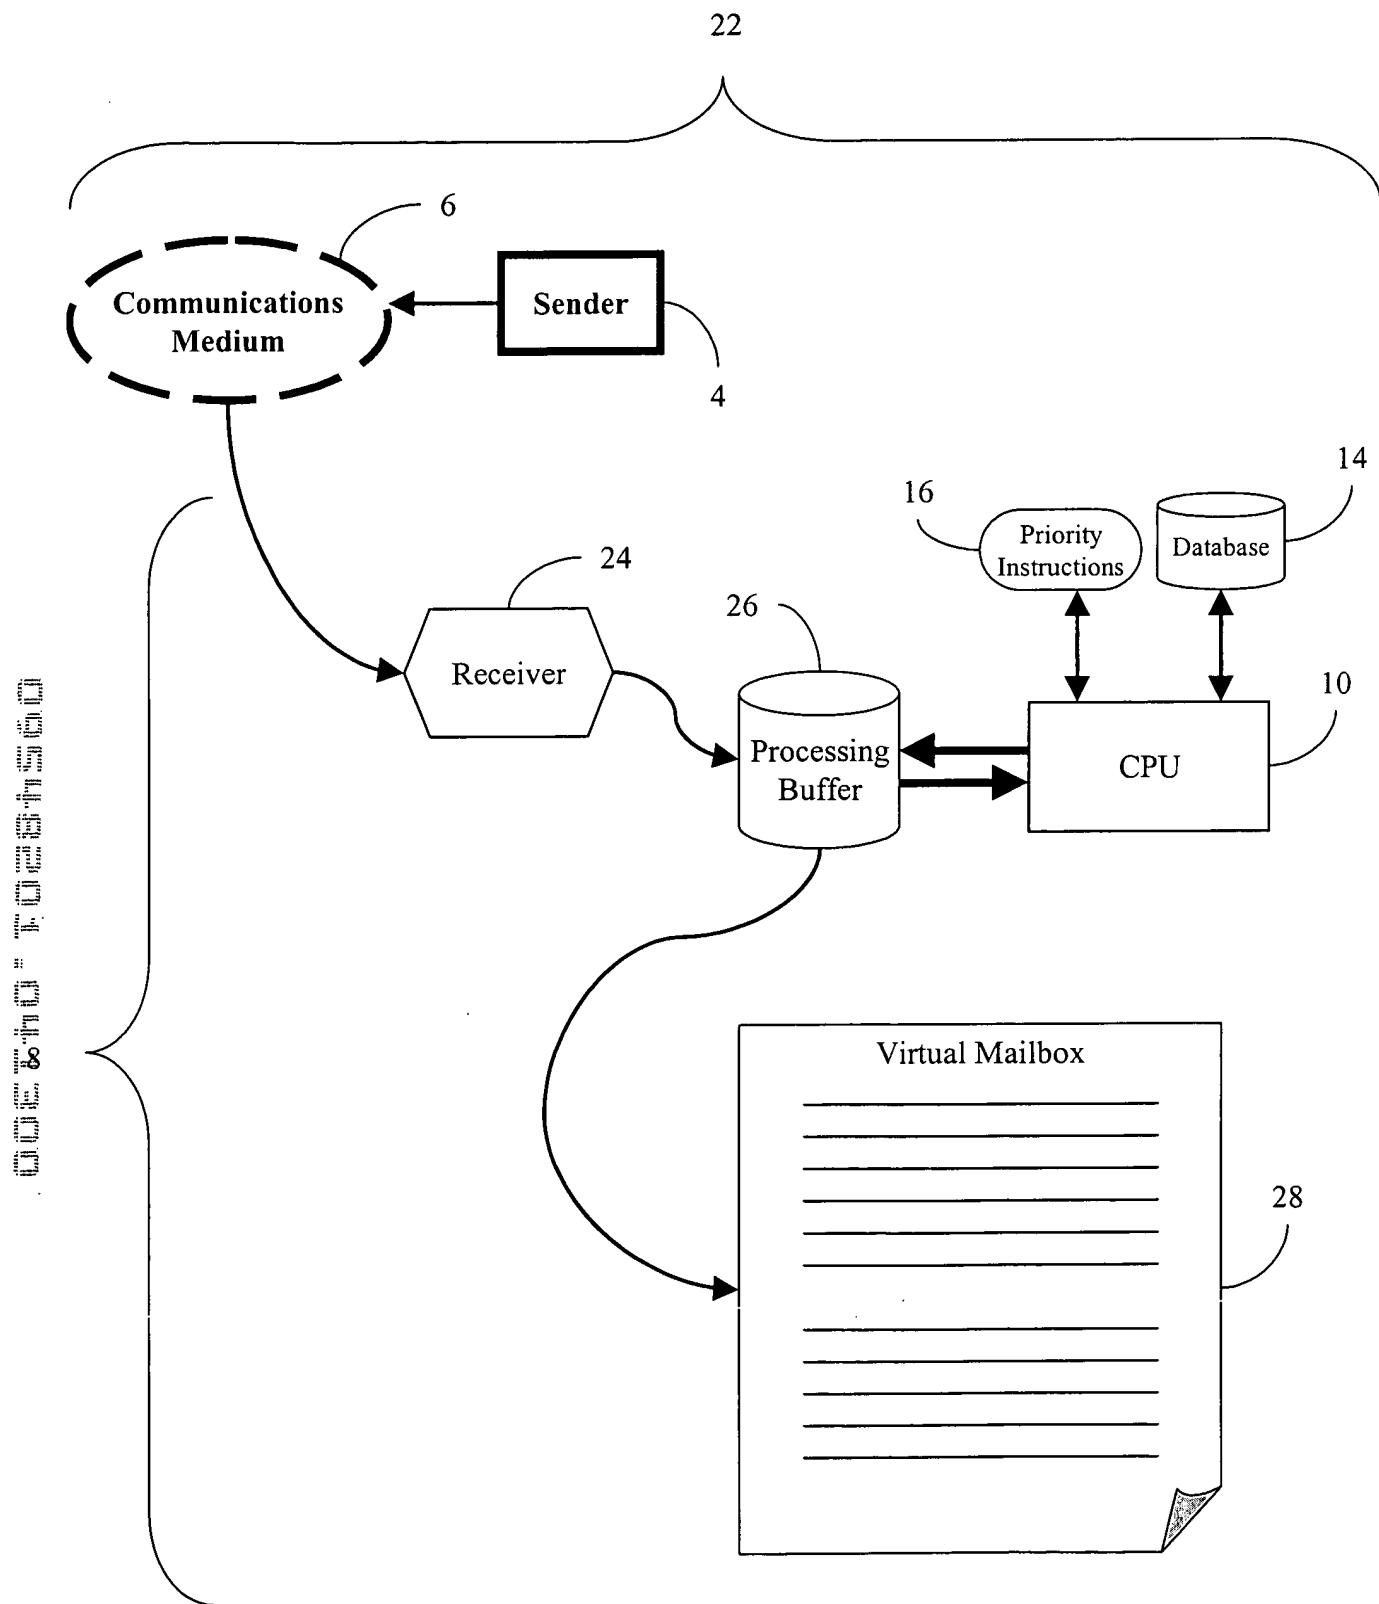 22
6
Communications
Medium
Sender
4
14
16
Priority
Instructions
Database
24
26
10
Receiver
Processing
Buffer
CPU
8
Virtual Mailbox
28